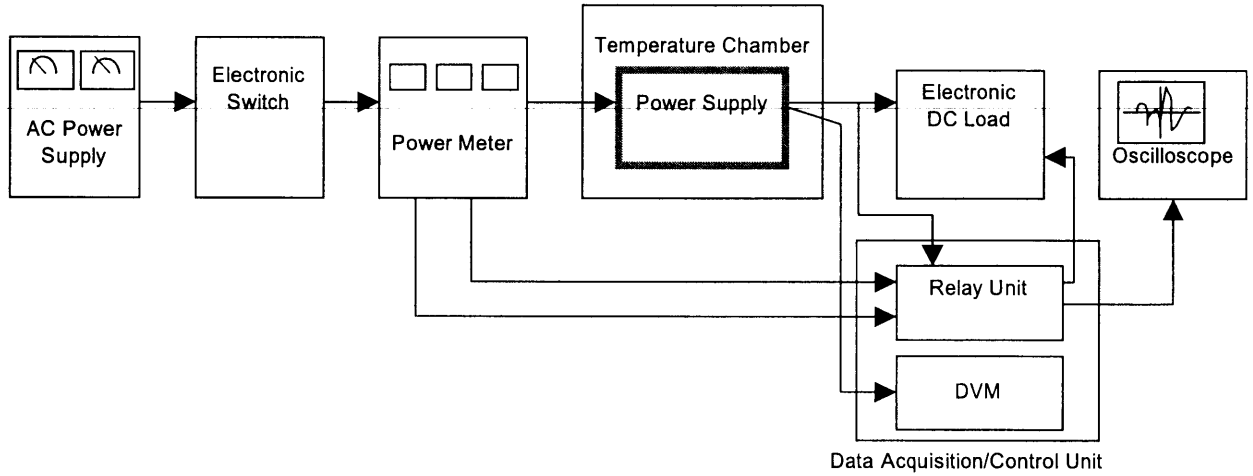 AC Power
Supply
Electronic
Switch
Power Meter
Temperature Chamber
Power Supply
Electronic
DC Load
Oscilloscope
Relay Unit
DVM
Data Acquisition/Control Unit